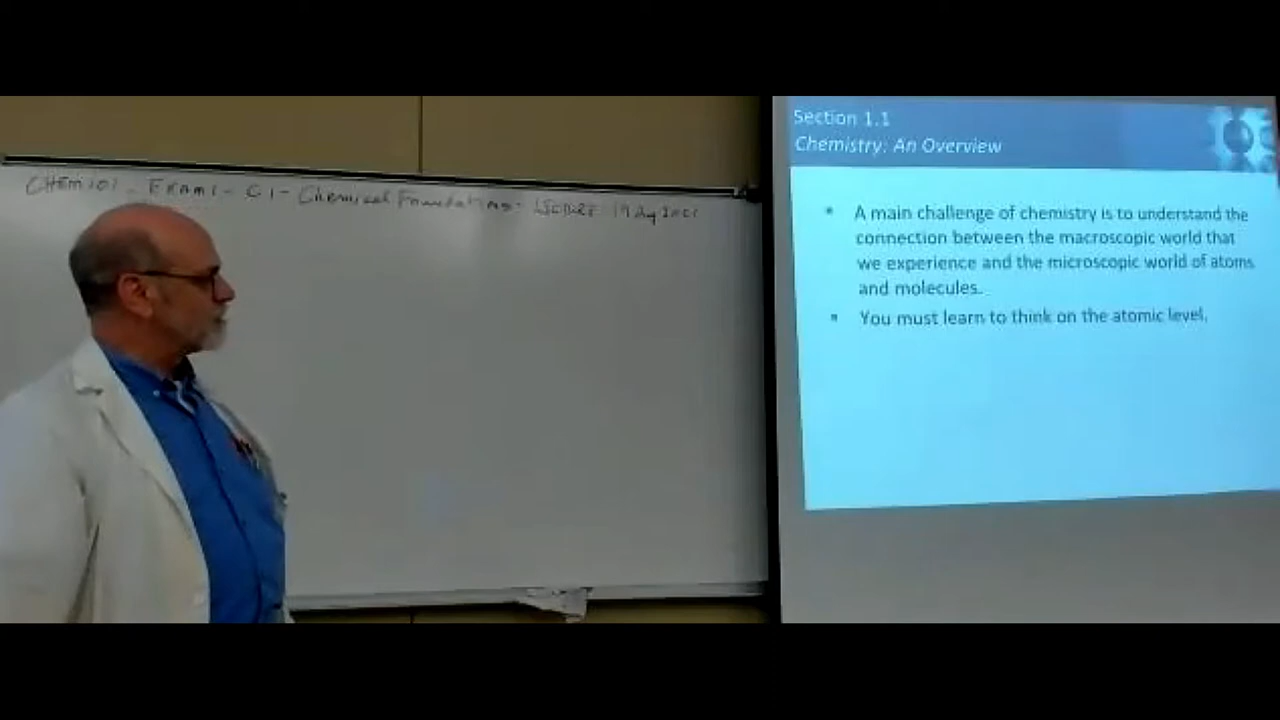 CHEM 101 - EXAM 1 - C1 - Chemical Foundations - LECTURE 19
Section 1.1
Chemistry: An Overview
• A main challenge of chemistry is to understand the
connection between the macroscopic world that
we experience and the microscopic world of atoms
and molecules.
• You must learn to think on the atomic level.